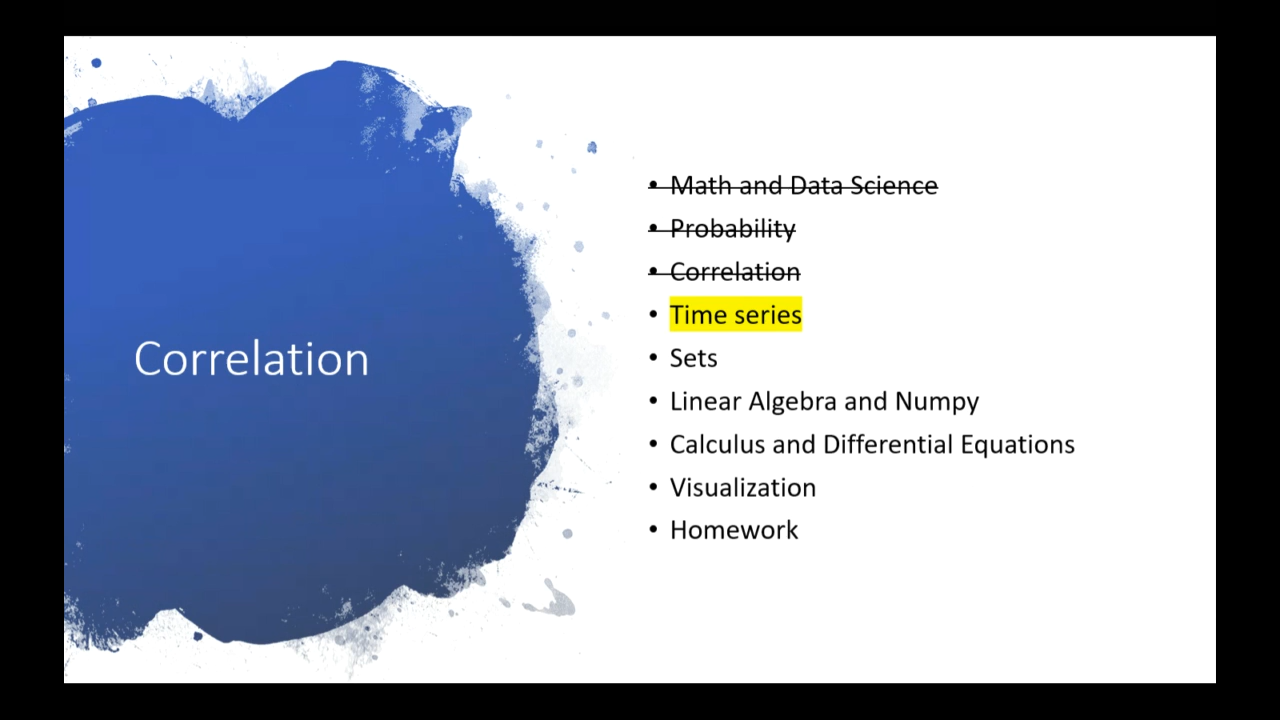 Correlation
• Math and Data Science
• Probability
• Correlation
• Time series
• Sets
• Linear Algebra and Numpy
• Calculus and Differential Equations
• Visualization
• Homework